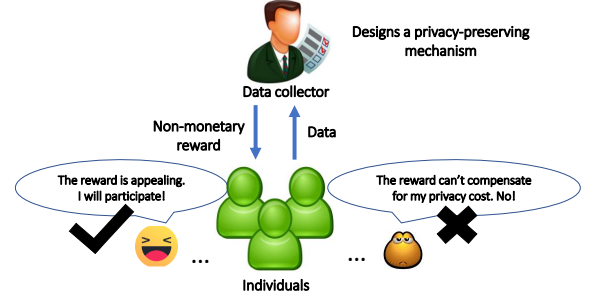 Designs a privacy-preserving
mechanism
Data collector
Non-monetary
reward
Data
The reward is appealing.
I will participate!
The reward can't compensate
for my privacy cost. No!
...
...
Individuals